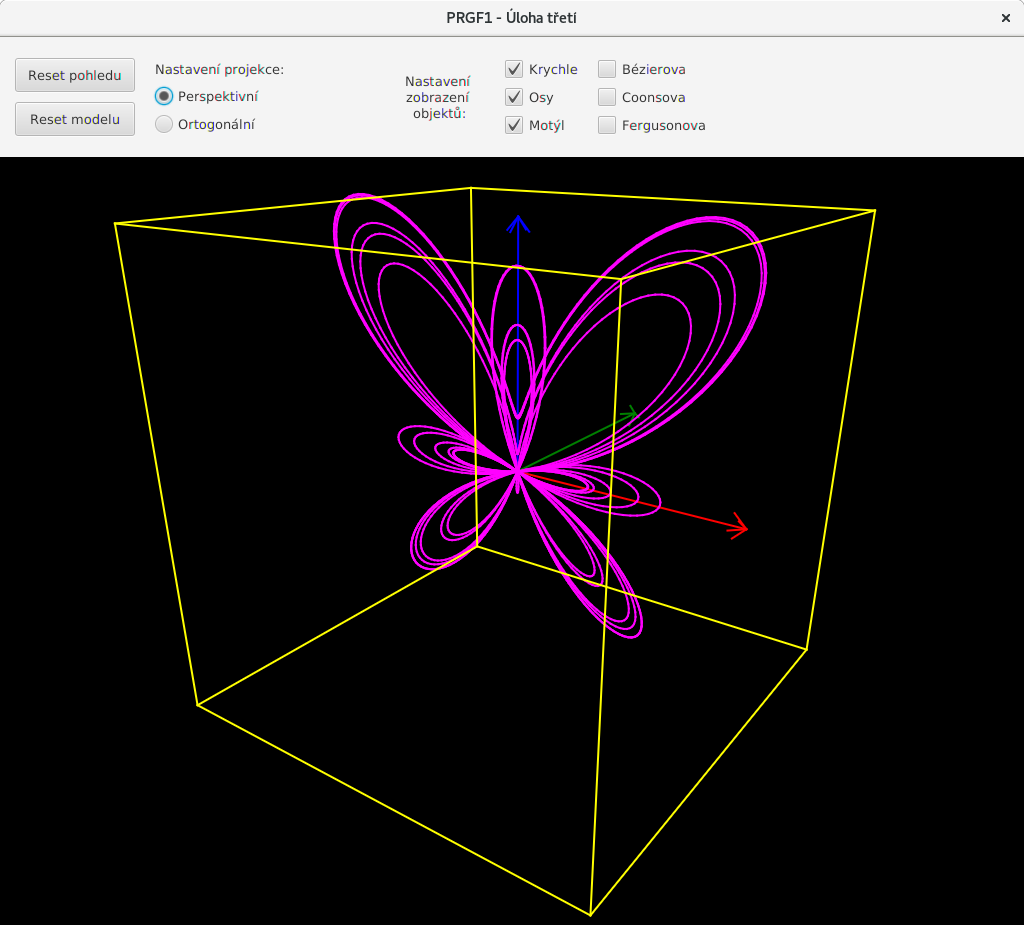 PRGF1 - Úloha třetí
Reset pohledu
Reset modelu
Nastavení projekce:
Perspektivní
Ortogonální
Nastavení
zobrazení
objektů:
Krychle
Osy
Motýl
Bézierova
Coonsova
Fergusonova